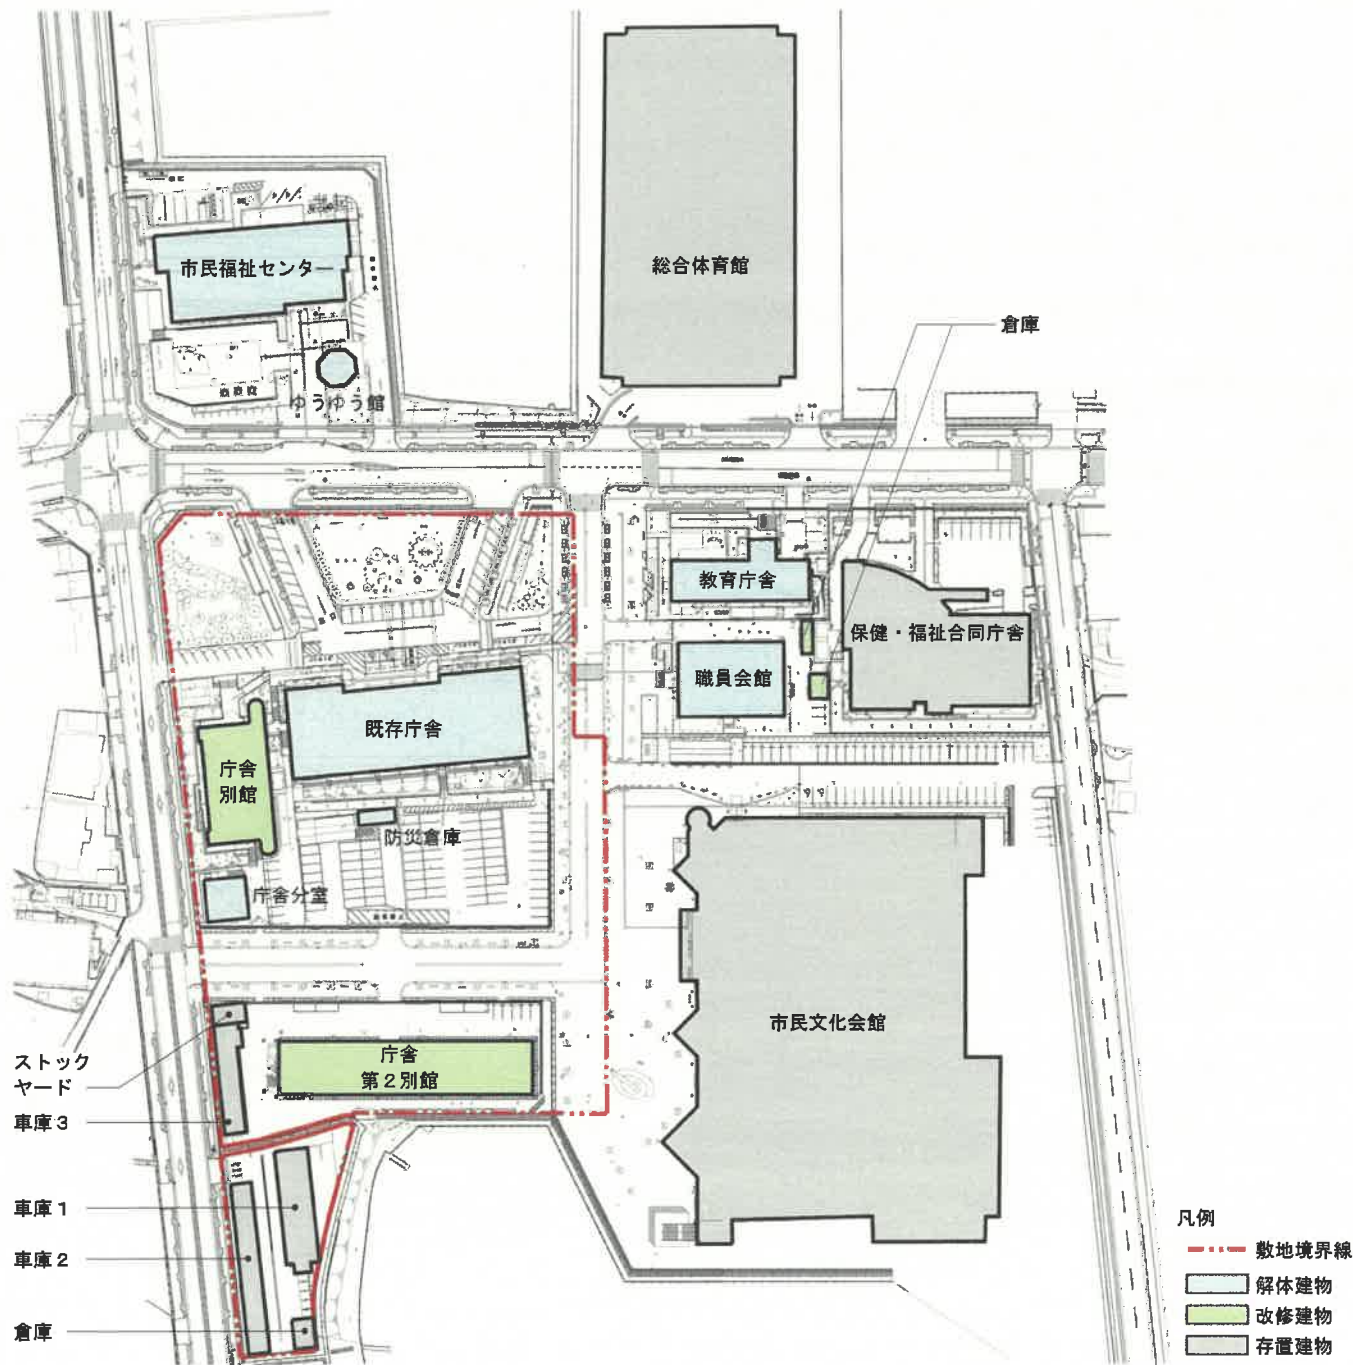 市民福祉センター
総合体育館
倉庫
ゆうゆう館
教育庁舎
保健・福祉合同庁舎
職員会館
既存庁舎
庁舎
別館
防災倉庫
庁舎分室
市民文化会館
庁舎
第2別館
ストック
ヤード
車庫3
車庫1
車庫2
倉庫
凡例
敷地境界線
解体建物
改修建物
存置建物